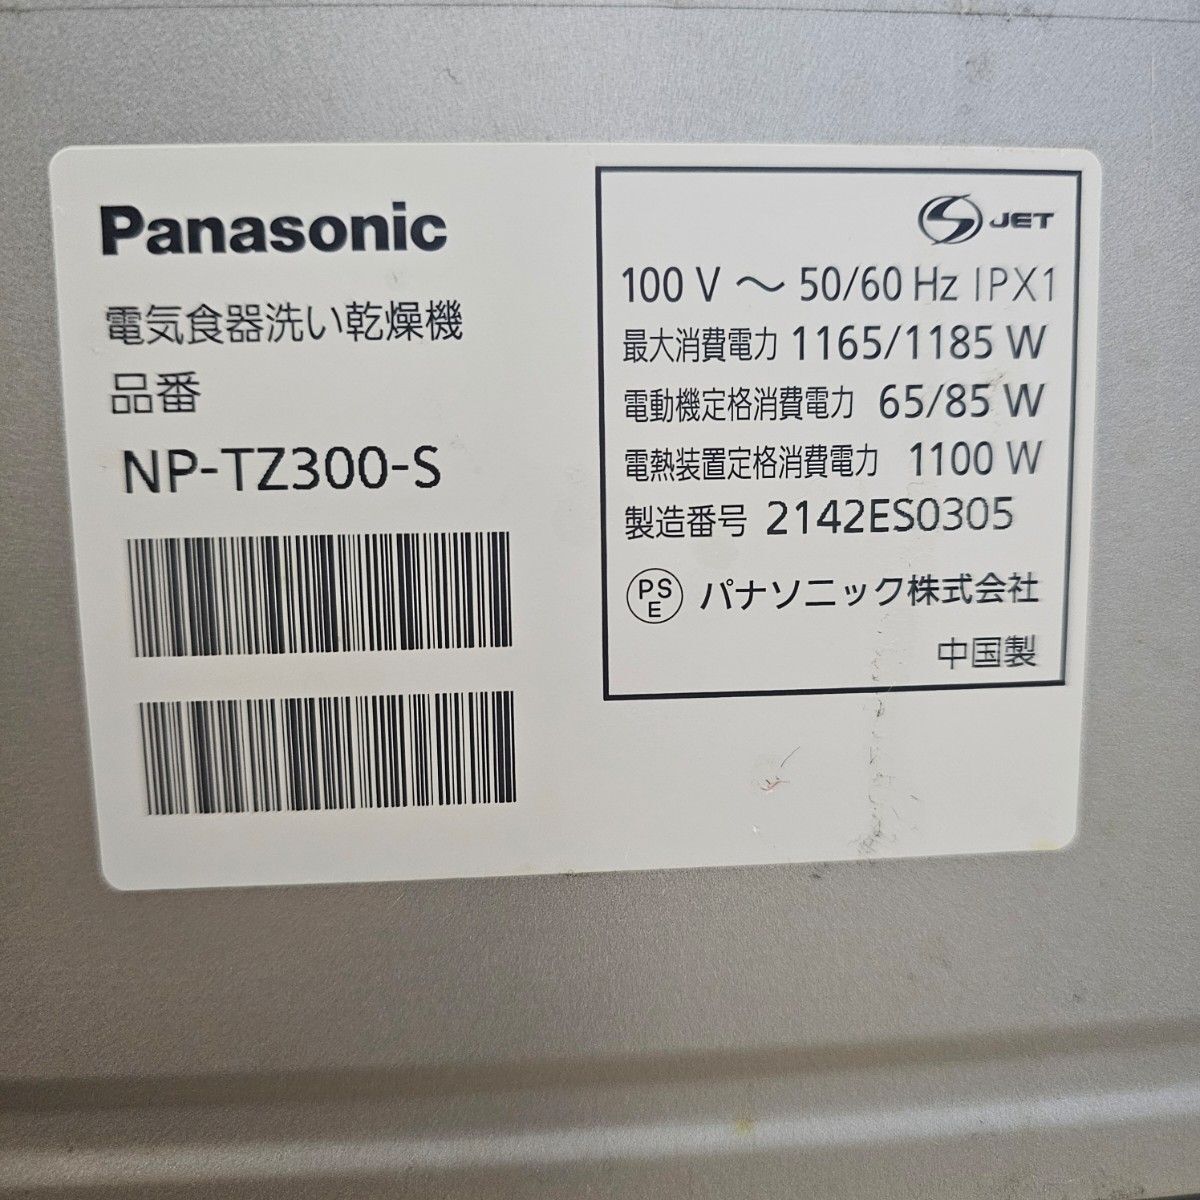 Panasonic
電気食器洗い乾燥機
品番
NP-TZ300-S
S JET
100 V ～ 50/60 Hz IPX1
最大消費電力 1165/1185 W
電動機定格消費電力 65/85 W
電熱装置定格消費電力 1100 W
製造番号 2142ES0305
PS
E
パナソニック株式会社
中国製